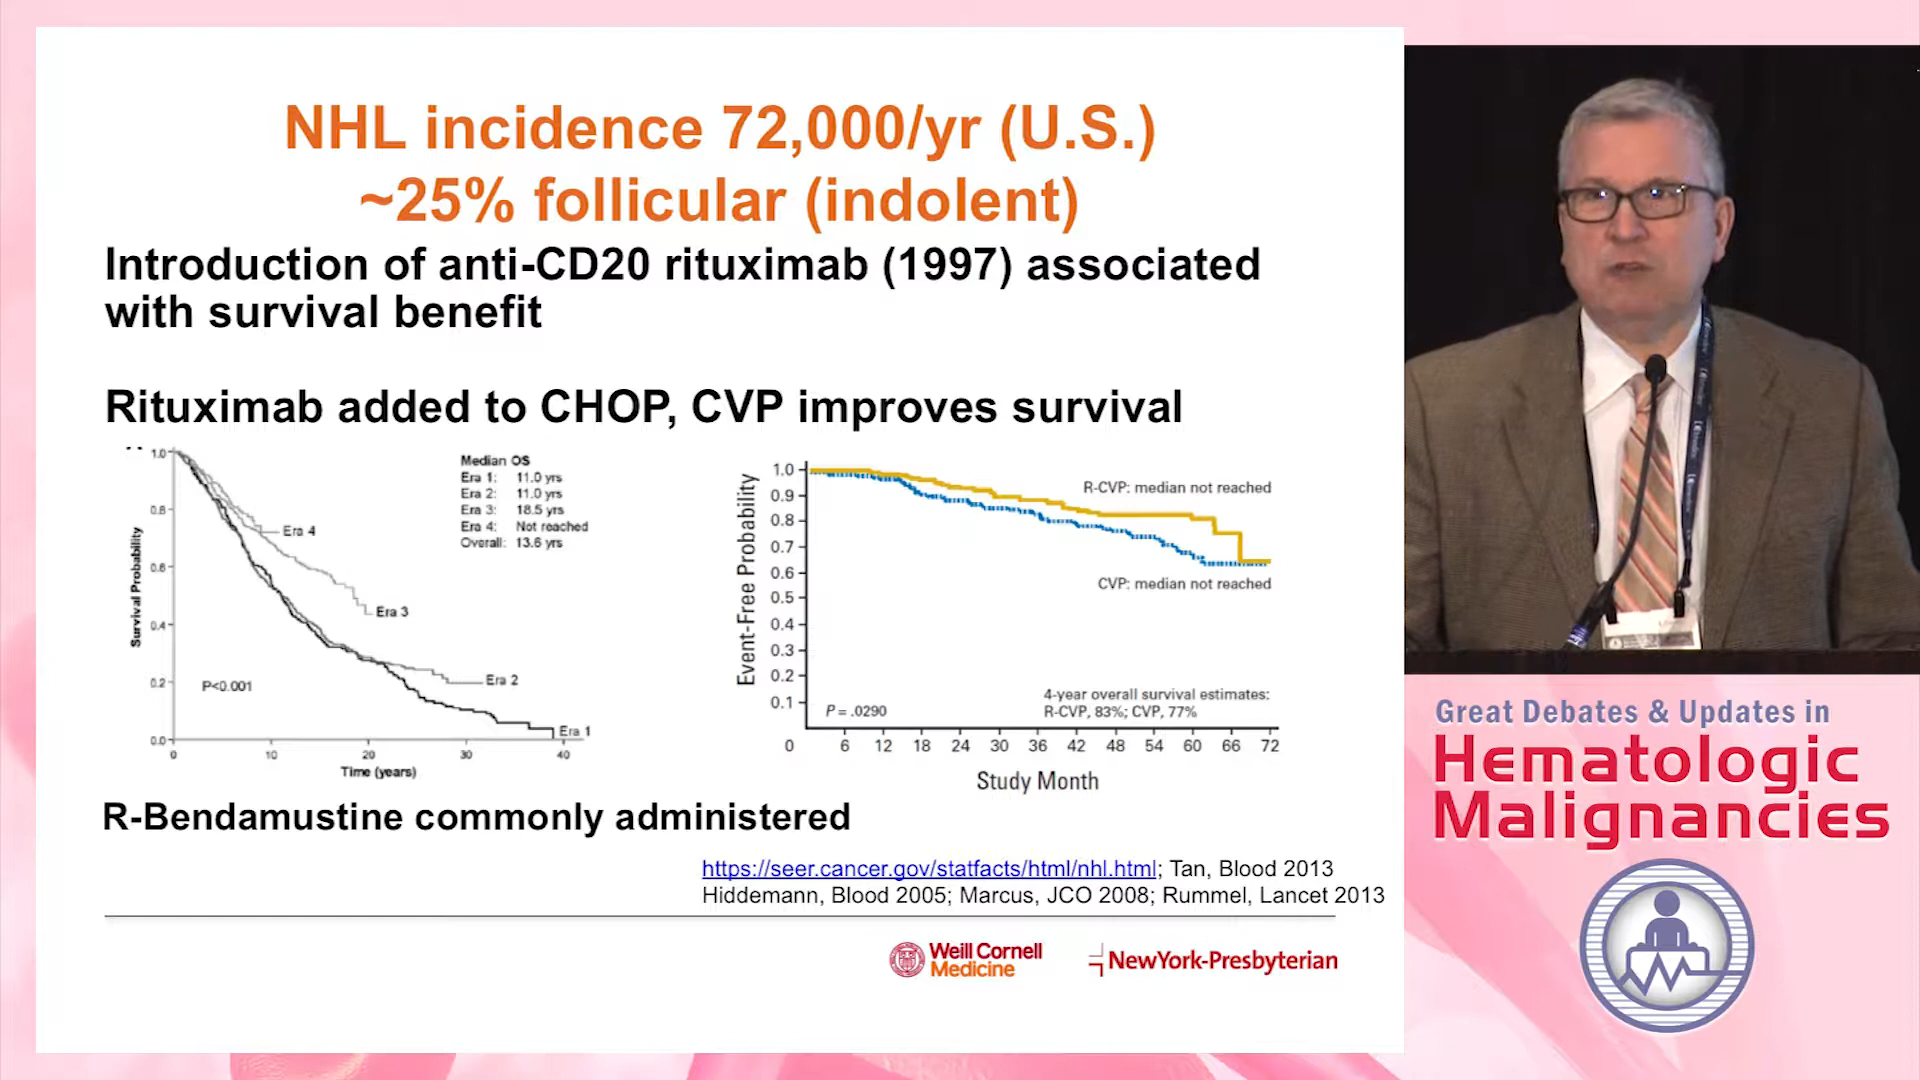 NHL incidence 72,000/yr (U.S.)
~25% follicular (indolent)
Introduction of anti-CD20 rituximab (1997) associated
with survival benefit
Rituximab added to CHOP, CVP improves survival
Survival Probability
1.0
0.8
0.6
0.4
0.2
0.0
Median OS
Era 1: 11.0 yrs
Era 2: 11.0 yrs
Era 3: 18.5 yrs
Era 4: Not reached
Overall: 13.6 yrs
Era 4
Era 3
Era 2
Era 1
P<0.001
0 10 20 30 40
Time (years)
Event-Free Probability
1.0
0.9
0.8
0.7
0.6
0.5
0.4
0.3
0.2
0.1
R-CVP: median not reached
CVP: median not reached
4-year overall survival estimates:
R-CVP, 83%; CVP, 77%
P = .0290
0 6 12 18 24 30 36 42 48 54 60 66 72
Study Month
R-Bendamustine commonly administered
https://seer.cancer.gov/statfacts/html/nhl.html; Tan, Blood 2013
Hiddemann, Blood 2005; Marcus, JCO 2008; Rummel, Lancet 2013
Weill Cornell
Medicine
NewYork-Presbyterian
Great Debates & Updates in
Hematologic
Malignancies